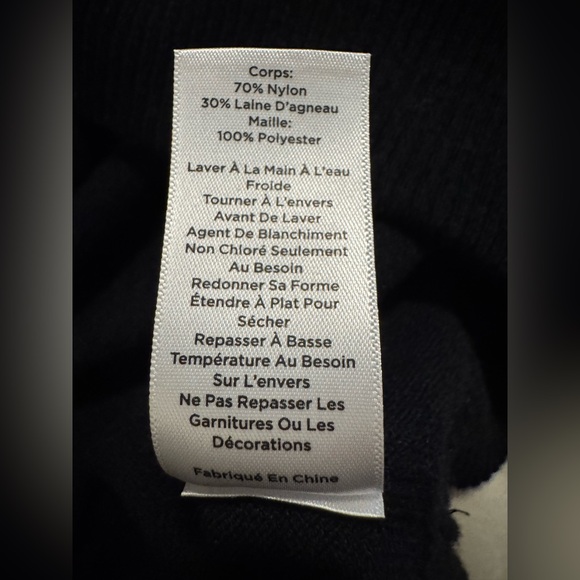 Corps:
70% Nylon
30% Laine D'agneau
Maille:
100% Polyester
Laver À La Main À L'eau
Froide
Tourner À L'envers
Avant De Laver
Agent De Blanchiment
Non Chloré Seulement
Au Besoin
Redonner Sa Forme
Étendre À Plat Pour
Sécher
Repasser À Basse
Température Au Besoin
Sur L'envers
Ne Pas Repasser Les
Garnitures Ou Les
Décorations
Fabriqué En Chine